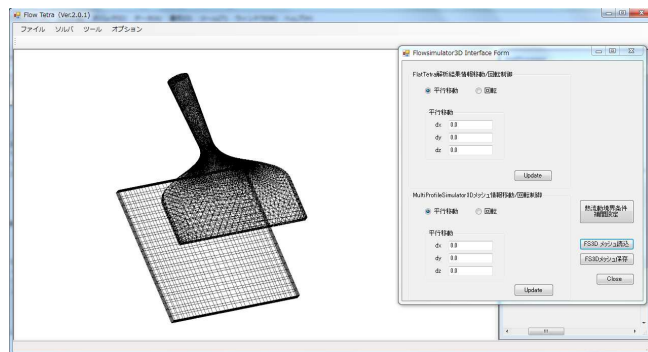 Flow Tetra (Ver.2.0.1)
ファイル ソルバ ツール オプション
Flowsimulator3D Interface Form
FlatTetra解析結果情報移動/回転制御
平行移動 回転
平行移動
dx 0.0
dy 0.0
dz 0.0
Update
MultiProfileSimulator3Dメッシュ情報移動/回転制御
平行移動 回転
平行移動
dx 0.0
dy 0.0
dz 0.0
Update
熱流動境界条件
補間設定
FS3D メッシュ読込
FS3Dメッシュ保存
Close